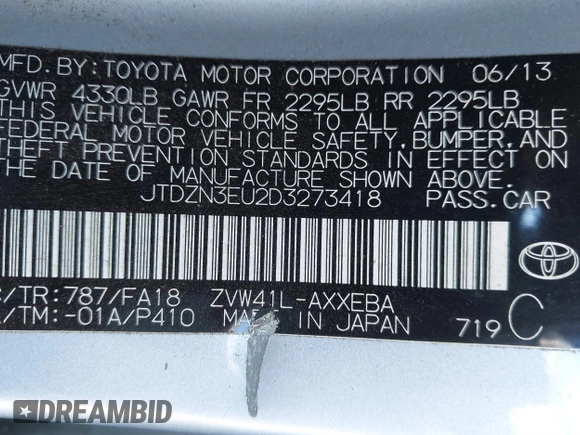 MFD. BY: TOYOTA MOTOR CORPORATION 06/13
GVWR 4330LB GAWR FR 2295LB RR 2295LB
THIS VEHICLE CONFORMS TO ALL APPLICABLE
FEDERAL MOTOR VEHICLE SAFETY, BUMPER, AND
THEFT PREVENTION STANDARDS IN EFFECT ON THE
DATE OF MANUFACTURE SHOWN ABOVE.
JTDZN3EU2D3273418 PASS.CAR
C/TR:787/FA18 ZVW41L-AXXEBA
A/TM:-01A/P410 MADE IN JAPAN 719 C
DREAMBID